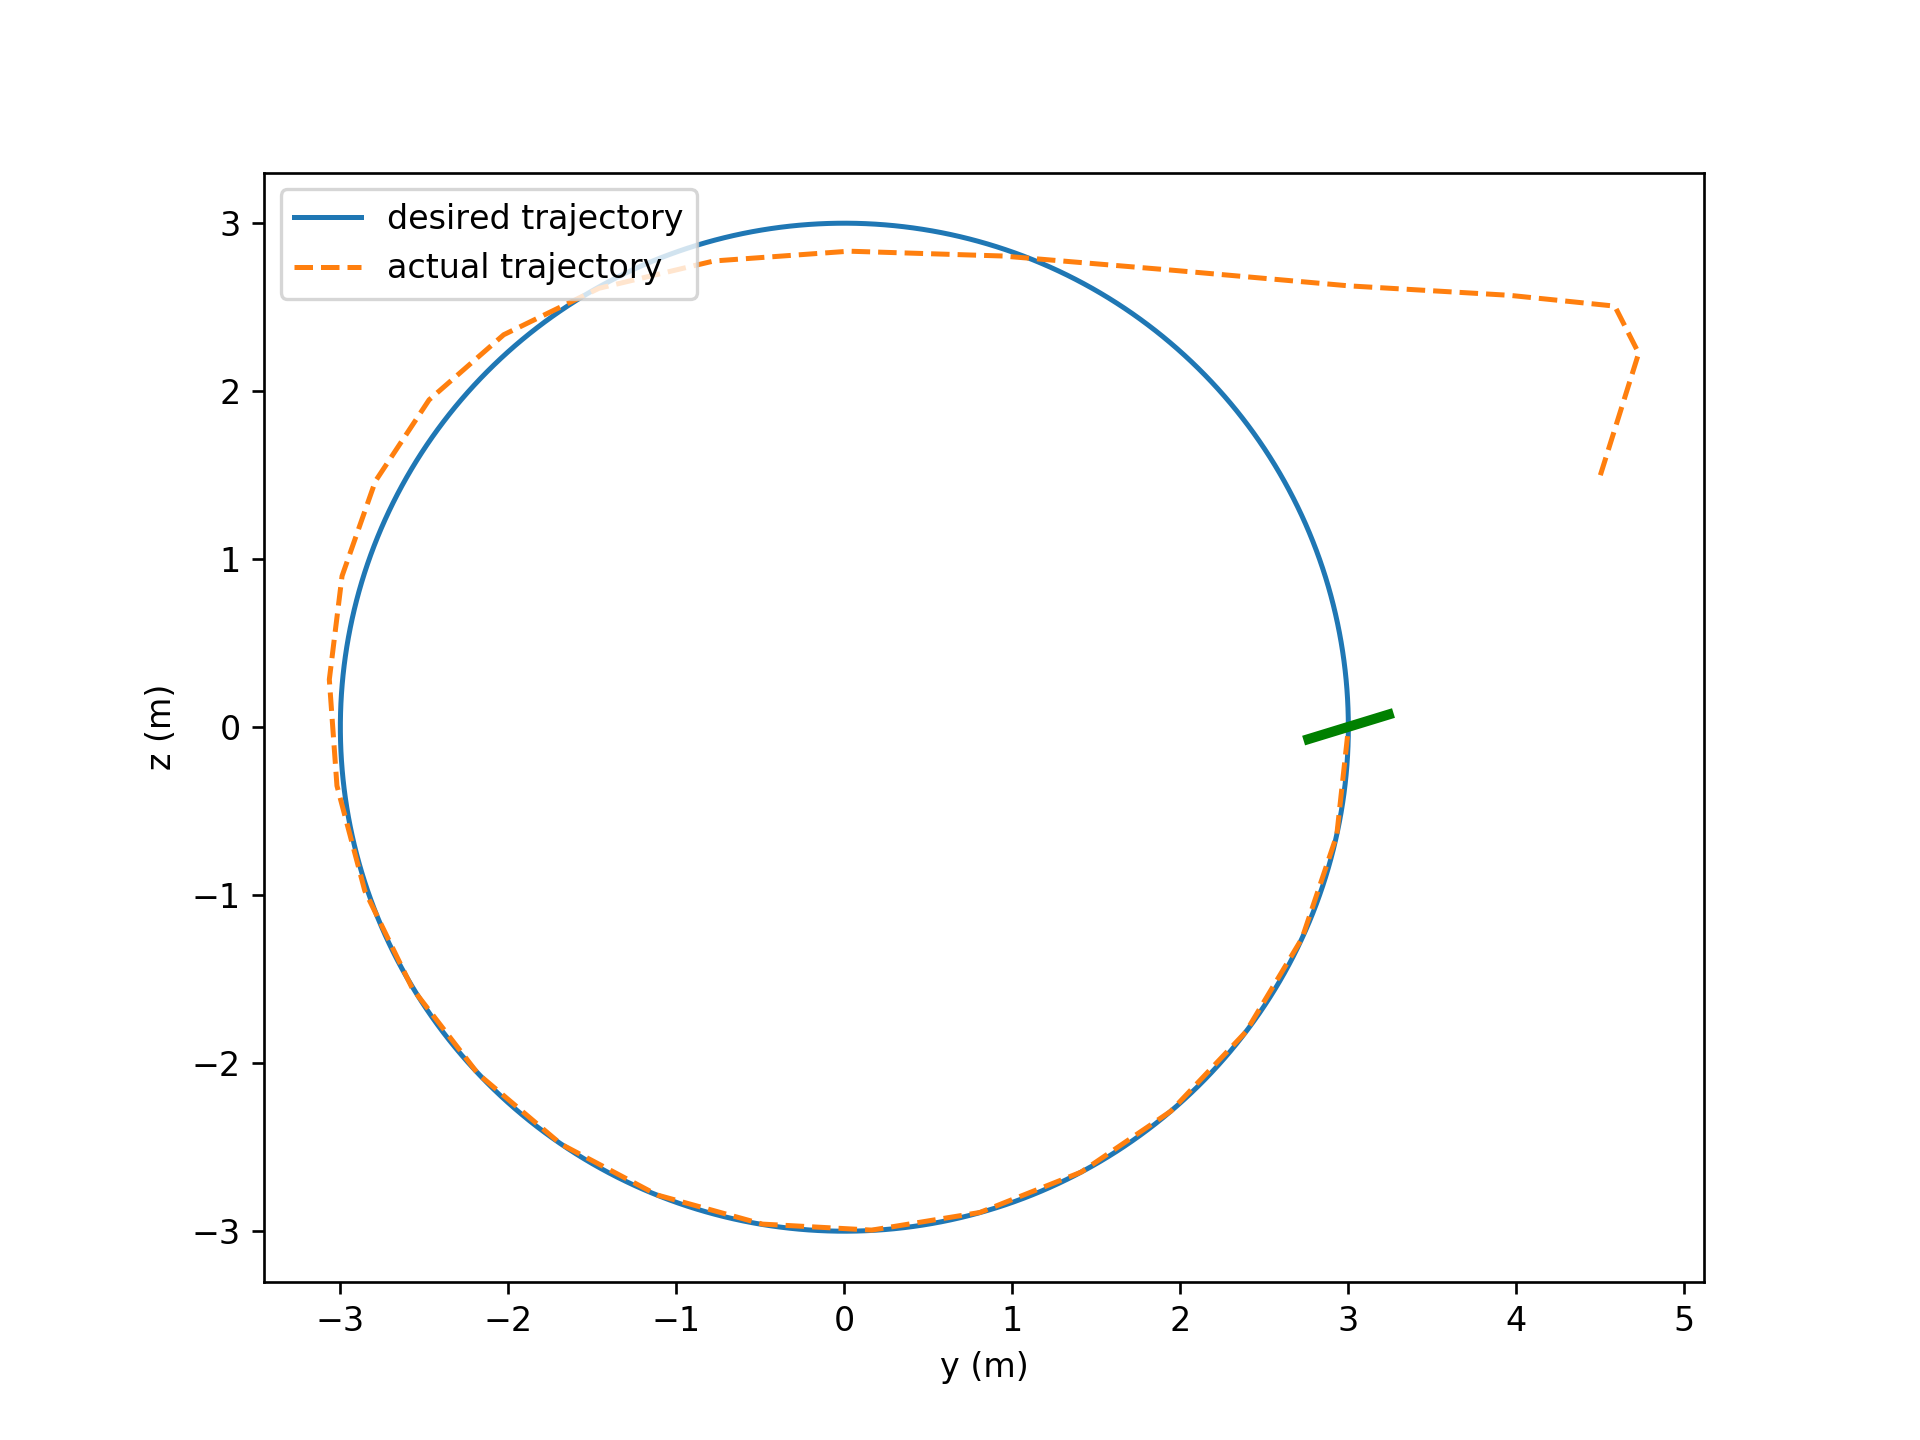 desired trajectory
actual trajectory
3
2
1
0
−1
−2
−3
z (m)
−3 −2 −1 0 1 2 3 4 5
y (m)